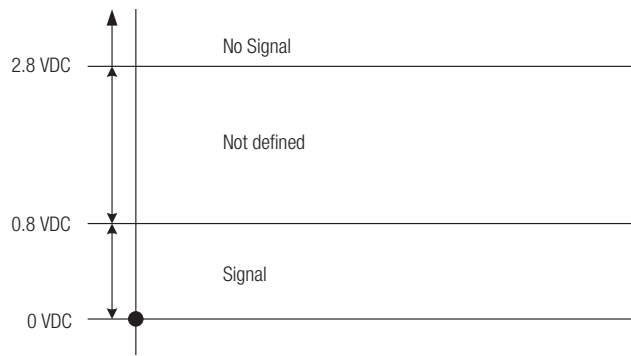 No Signal
2.8 VDC
Not defined
0.8 VDC
Signal
0 VDC